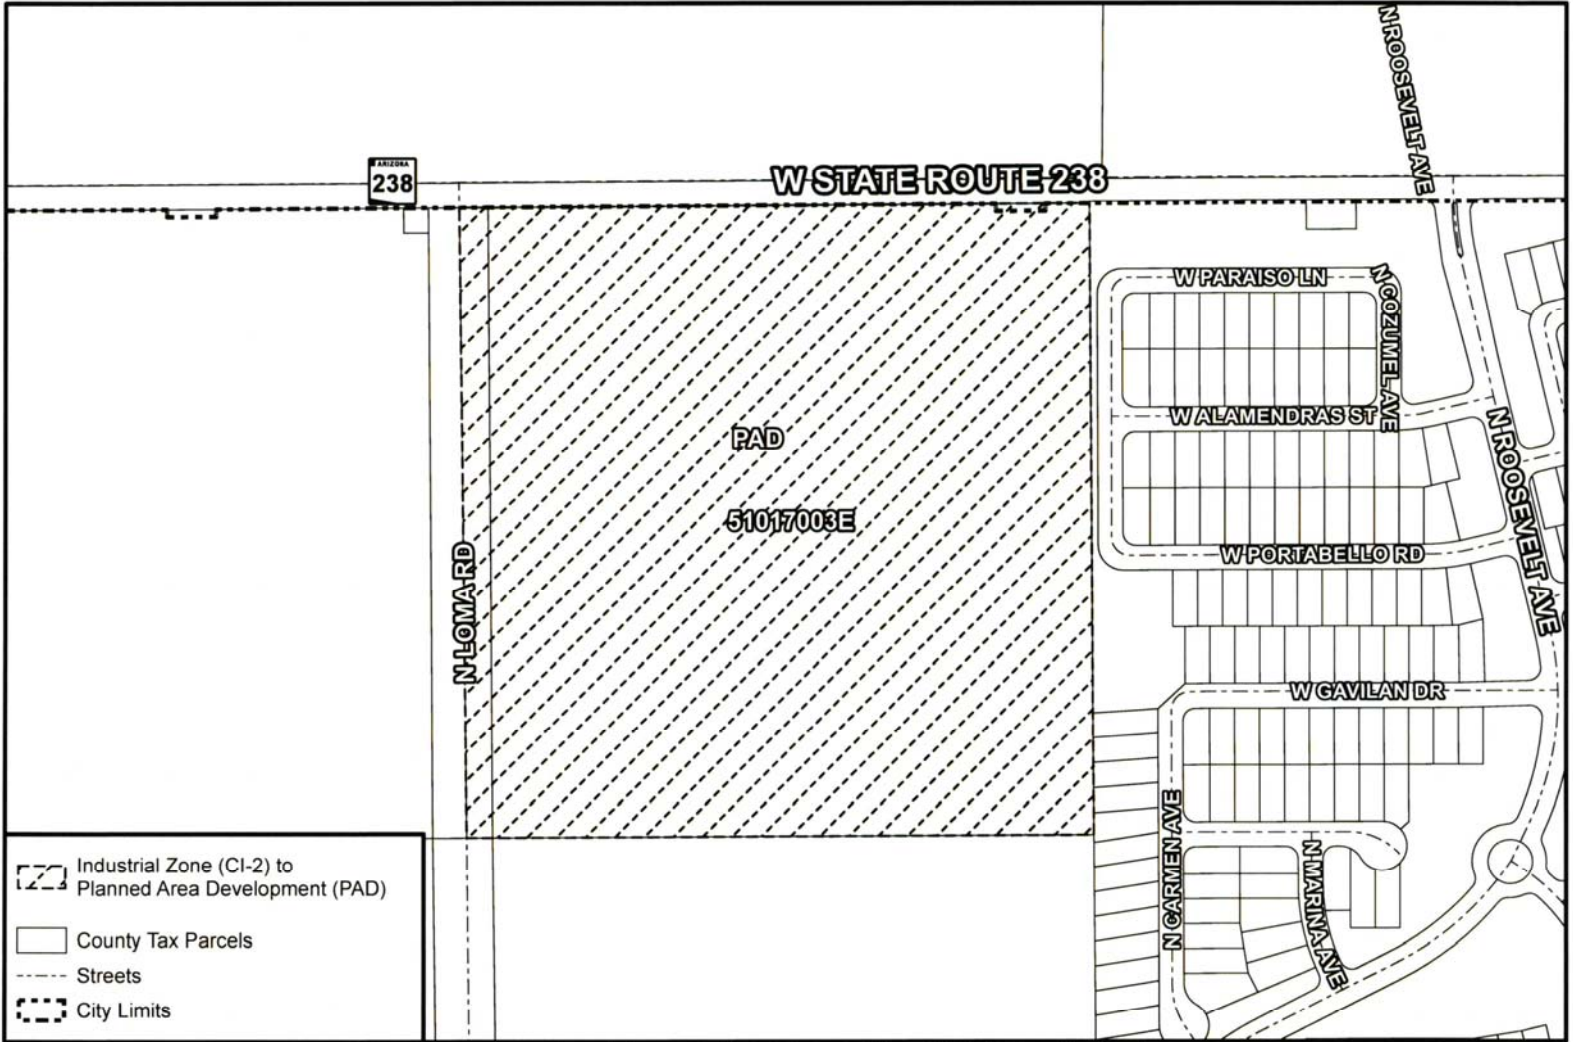 N ROOSEVELT AVE
ARIZONA
238
W STATE ROUTE 238
W PARAISO LN
N COZUMEL AVE
W ALAMENDRAS ST
PAD
N ROOSEVELT AVE
51017003E
W PORTABELLO RD
N LOMA RD
W GAVILAN DR
N CARMEN AVE
N MARINA AVE
Industrial Zone (CI-2) to
Planned Area Development (PAD)
County Tax Parcels
Streets
City Limits